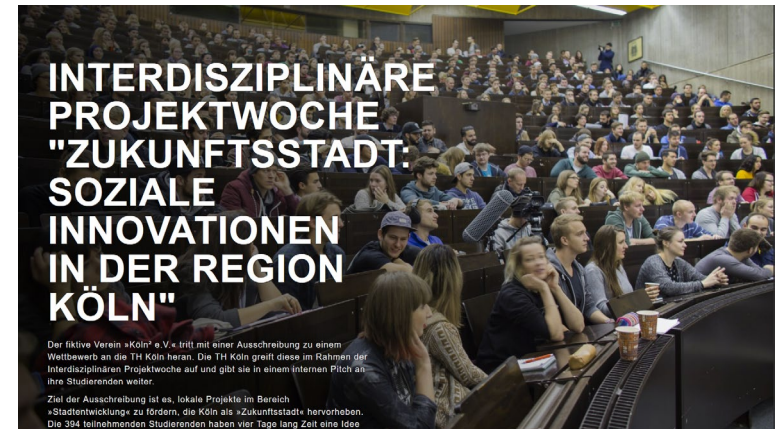 INTERDISZIPLINÄRE
PROJEKTWOCHE
"ZUKUNFTSSTADT:
SOZIALE
INNOVATIONEN
IN DER REGION
KÖLN"
Der fiktive Verein »Köln² e.V.« tritt mit einer Ausschreibung zu einem
Wettbewerb an die TH Köln heran. Die TH Köln greift diese im Rahmen der
Interdisziplinären Projektwoche auf und gibt sie in einem internen Pitch an
ihre Studierenden weiter.
Ziel der Ausschreibung ist es, lokale Projekte im Bereich
»Stadtentwicklung« zu fördern, die Köln als »Zukunftsstadt« hervorheben.
Die 394 teilnehmenden Studierenden haben vier Tage lang Zeit eine Idee